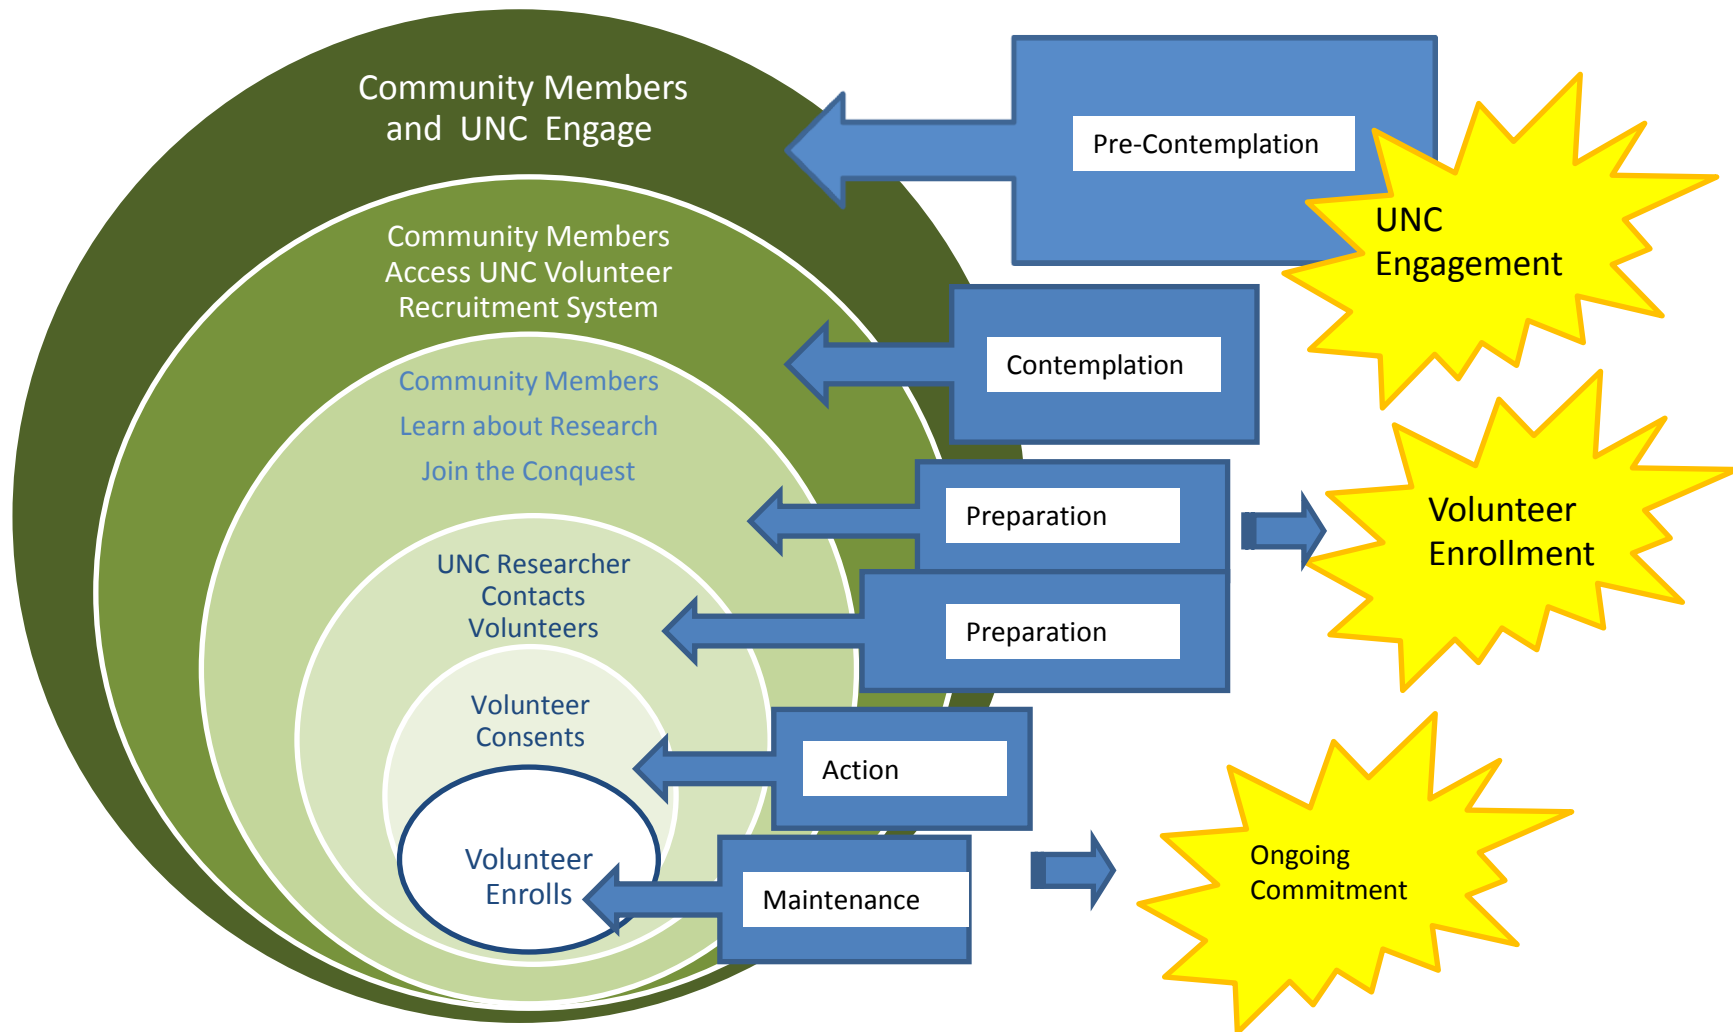 Community Members
and UNC Engage
Pre-Contemplation
UNC
Engagement
Community Members
Access UNC Volunteer
Recruitment System
Contemplation
Community Members
Learn about Research
Join the Conquest
Preparation
Volunteer
Enrollment
UNC Researcher
Contacts
Volunteers
Preparation
Volunteer
Consents
Action
Volunteer
Enrolls
Maintenance
Ongoing
Commitment